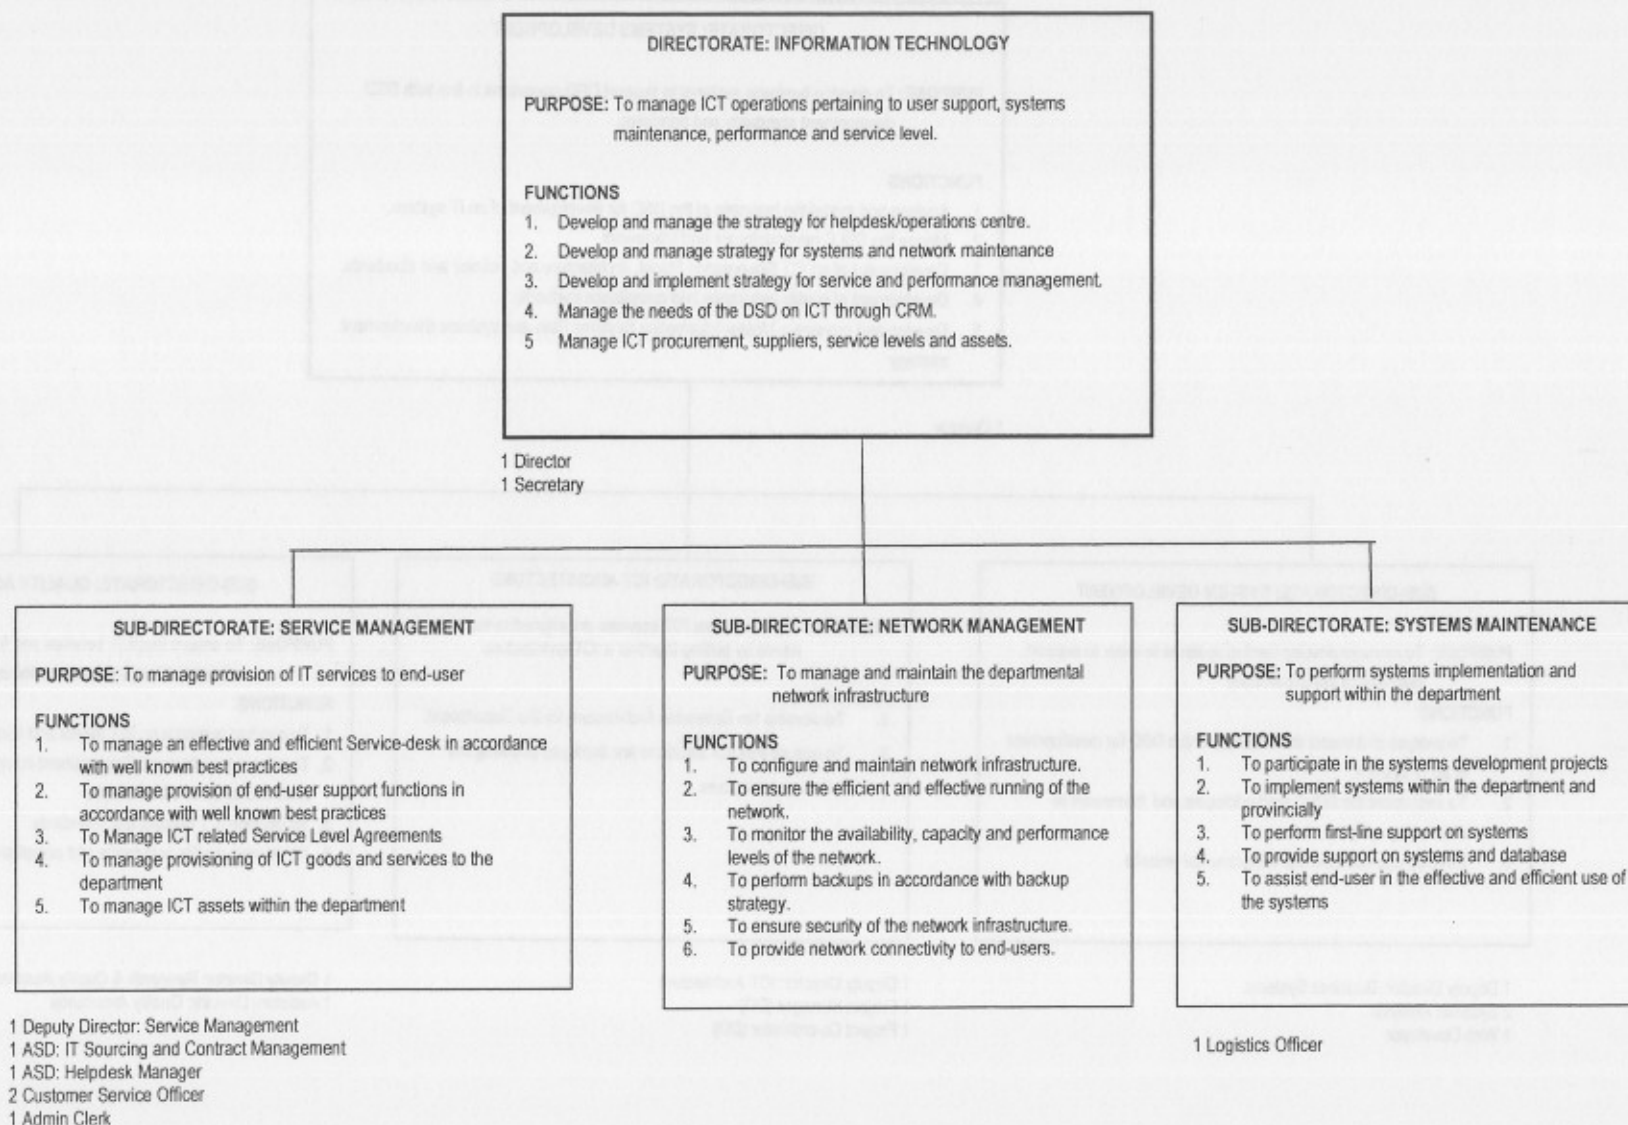 DIRECTORATE: INFORMATION TECHNOLOGY
PURPOSE: To manage ICT operations pertaining to user support, systems
maintenance, performance and service level.
FUNCTIONS
1. Develop and manage the strategy for helpdesk/operations centre.
2. Develop and manage strategy for systems and network maintenance
3. Develop and implement strategy for service and performance management.
4. Manage the needs of the DSD on ICT through CRM.
5 Manage ICT procurement, suppliers, service levels and assets.
1 Director
1 Secretary
SUB-DIRECTORATE: SERVICE MANAGEMENT
PURPOSE: To manage provision of IT services to end-user
FUNCTIONS
1. To manage an effective and efficient Service-desk in accordance
with well known best practices
2. To manage provision of end-user support functions in
accordance with well known best practices
3. To Manage ICT related Service Level Agreements
4. To manage provisioning of ICT goods and services to the
department
5. To manage ICT assets within the department
1 Deputy Director: Service Management
1 ASD: IT Sourcing and Contract Management
1 ASD: Helpdesk Manager
2 Customer Service Officer
1 Admin Clerk
SUB-DIRECTORATE: NETWORK MANAGEMENT
PURPOSE: To manage and maintain the departmental
network infrastructure
FUNCTIONS
1. To configure and maintain network infrastructure.
2. To ensure the efficient and effective running of the
network.
3. To monitor the availability, capacity and performance
levels of the network.
4. To perform backups in accordance with backup
strategy.
5. To ensure security of the network infrastructure.
6. To provide network connectivity to end-users.
SUB-DIRECTORATE: SYSTEMS MAINTENANCE
PURPOSE: To perform systems implementation and
support within the department
FUNCTIONS
1. To participate in the systems development projects
2. To implement systems within the department and
provincially
3. To perform first-line support on systems
4. To provide support on systems and database
5. To assist end-user in the effective and efficient use of
the systems
1 Logistics Officer